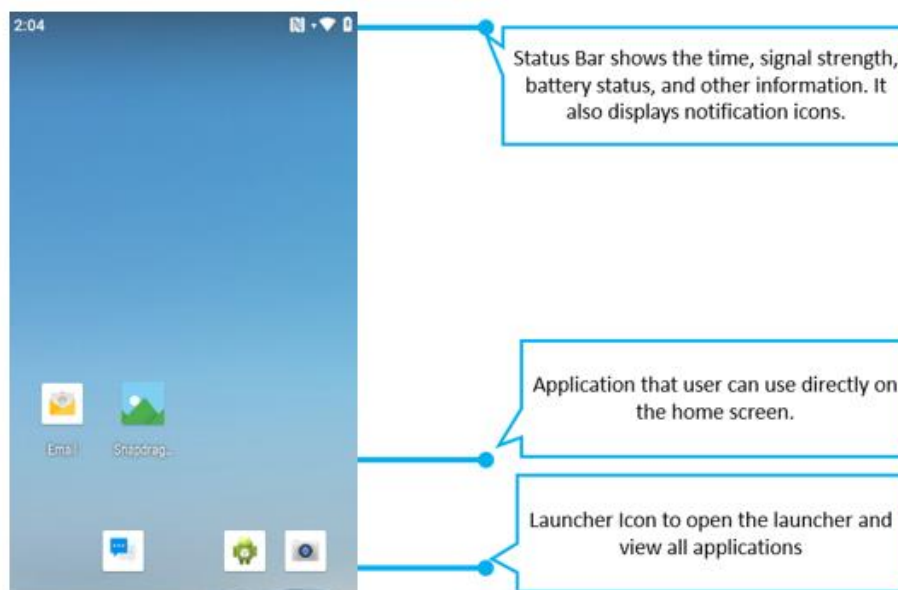 2:04
Status Bar shows the time, signal strength,
battery status, and other information. It
also displays notification icons.
Application that user can use directly on
the home screen.
Email
Snapdrag...
Launcher Icon to open the launcher and
view all applications